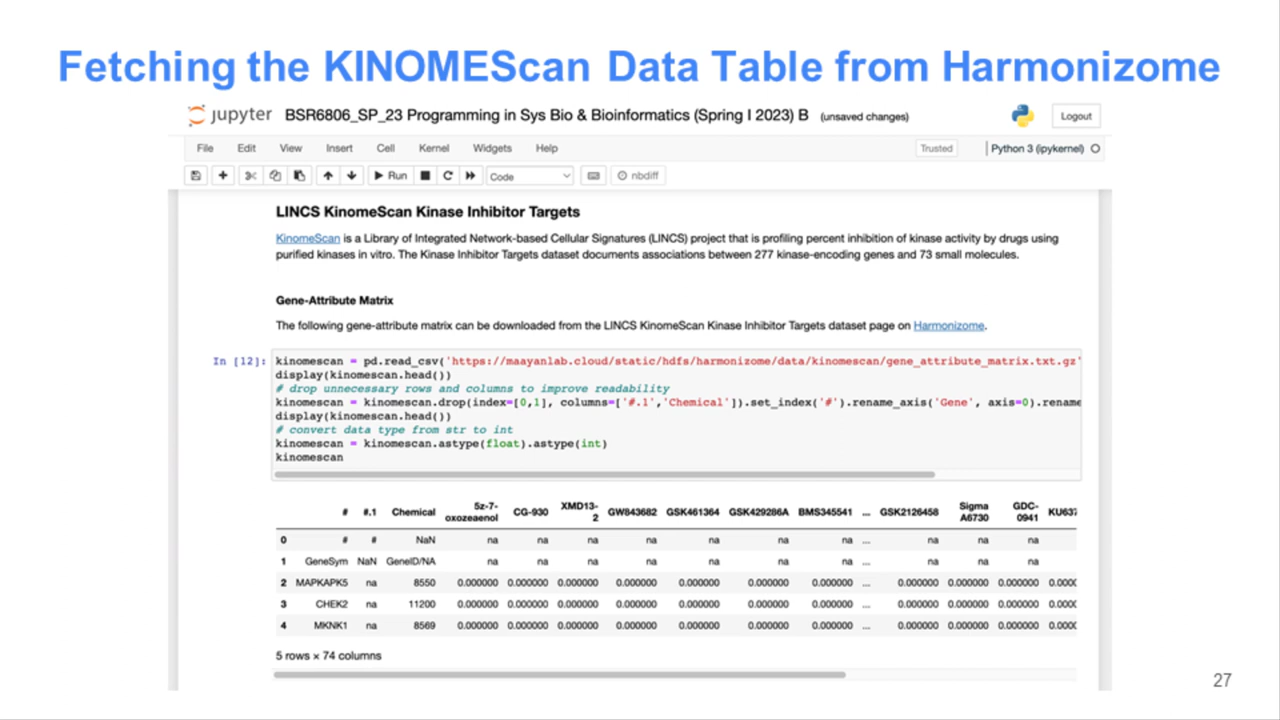 Fetching the KINOMEScan Data Table from Harmonizome
jupyter BSR6806_SP_23 Programming in Sys Bio & Bioinformatics (Spring I 2023) B (unsaved changes) Logout
File Edit View Insert Cell Kernel Widgets Help Trusted Python 3 (ipykernel)
Run Code nbdiff
LINCS KinomeScan Kinase Inhibitor Targets
KinomeScan is a Library of Integrated Network-based Cellular Signatures (LINCS) project that is profiling percent inhibition of kinase activity by drugs using
purified kinases in vitro. The Kinase Inhibitor Targets dataset documents associations between 277 kinase-encoding genes and 73 small molecules.
Gene-Attribute Matrix
The following gene-attribute matrix can be downloaded from the LINCS KinomeScan Kinase Inhibitor Targets dataset page on Harmonizome.
In [12]: kinomescan = pd.read_csv('https://maayanlab.cloud/static/hdfs/harmonizome/data/kinomescan/gene_attribute_matrix.txt.gz'
display(kinomescan.head())
# drop unnecessary rows and columns to improve readability
kinomescan = kinomescan.drop(index=[0,1], columns=['#.1','Chemical']).set_index('#').rename_axis('Gene', axis=0).rename
display(kinomescan.head())
# convert data type from str to int
kinomescan = kinomescan.astype(float).astype(int)
kinomescan
# #.1 Chemical 5z-7-oxozeaenol CG-930 XMD13-2 GW843682 GSK461364 GSK429286A BMS345541 ... GSK2126458 Sigma A6730 GDC-0941 KU637
0 # # NaN na na na na na na na ... na na na
1 GeneSym NaN GeneID/NA na na na na na na na ... na na na
2 MAPKAPK5 na 8550 0.000000 0.000000 0.000000 0.000000 0.000000 0.000000 0.000000 ... 0.000000 0.000000 0.000000 0.0000
3 CHEK2 na 11200 0.000000 0.000000 0.000000 0.000000 0.000000 0.000000 0.000000 ... 0.000000 0.000000 0.000000 0.0000
4 MKNK1 na 8569 0.000000 0.000000 0.000000 0.000000 0.000000 0.000000 0.000000 ... 0.000000 0.000000 0.000000 0.0000
5 rows × 74 columns
27